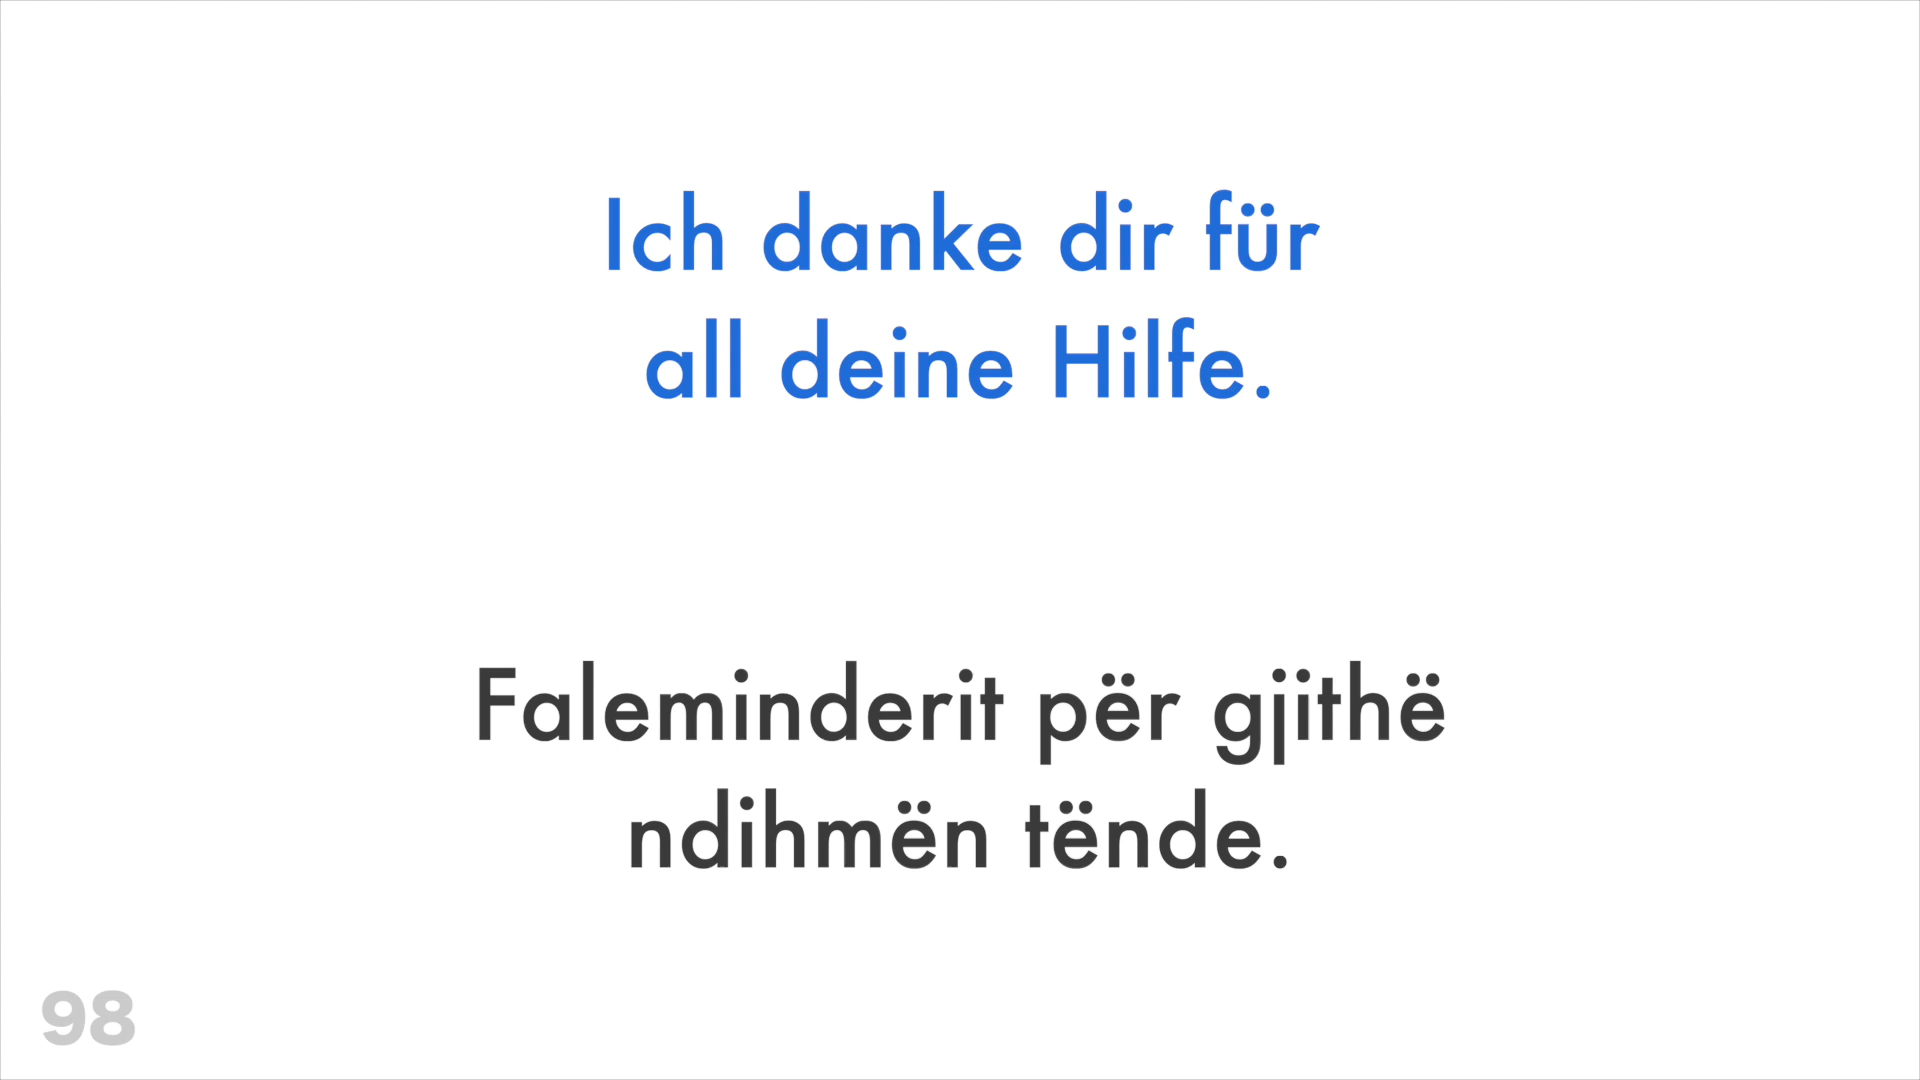 Ich danke dir für
all deine Hilfe.
Faleminderit për gjithë
ndihmën tënde.
98